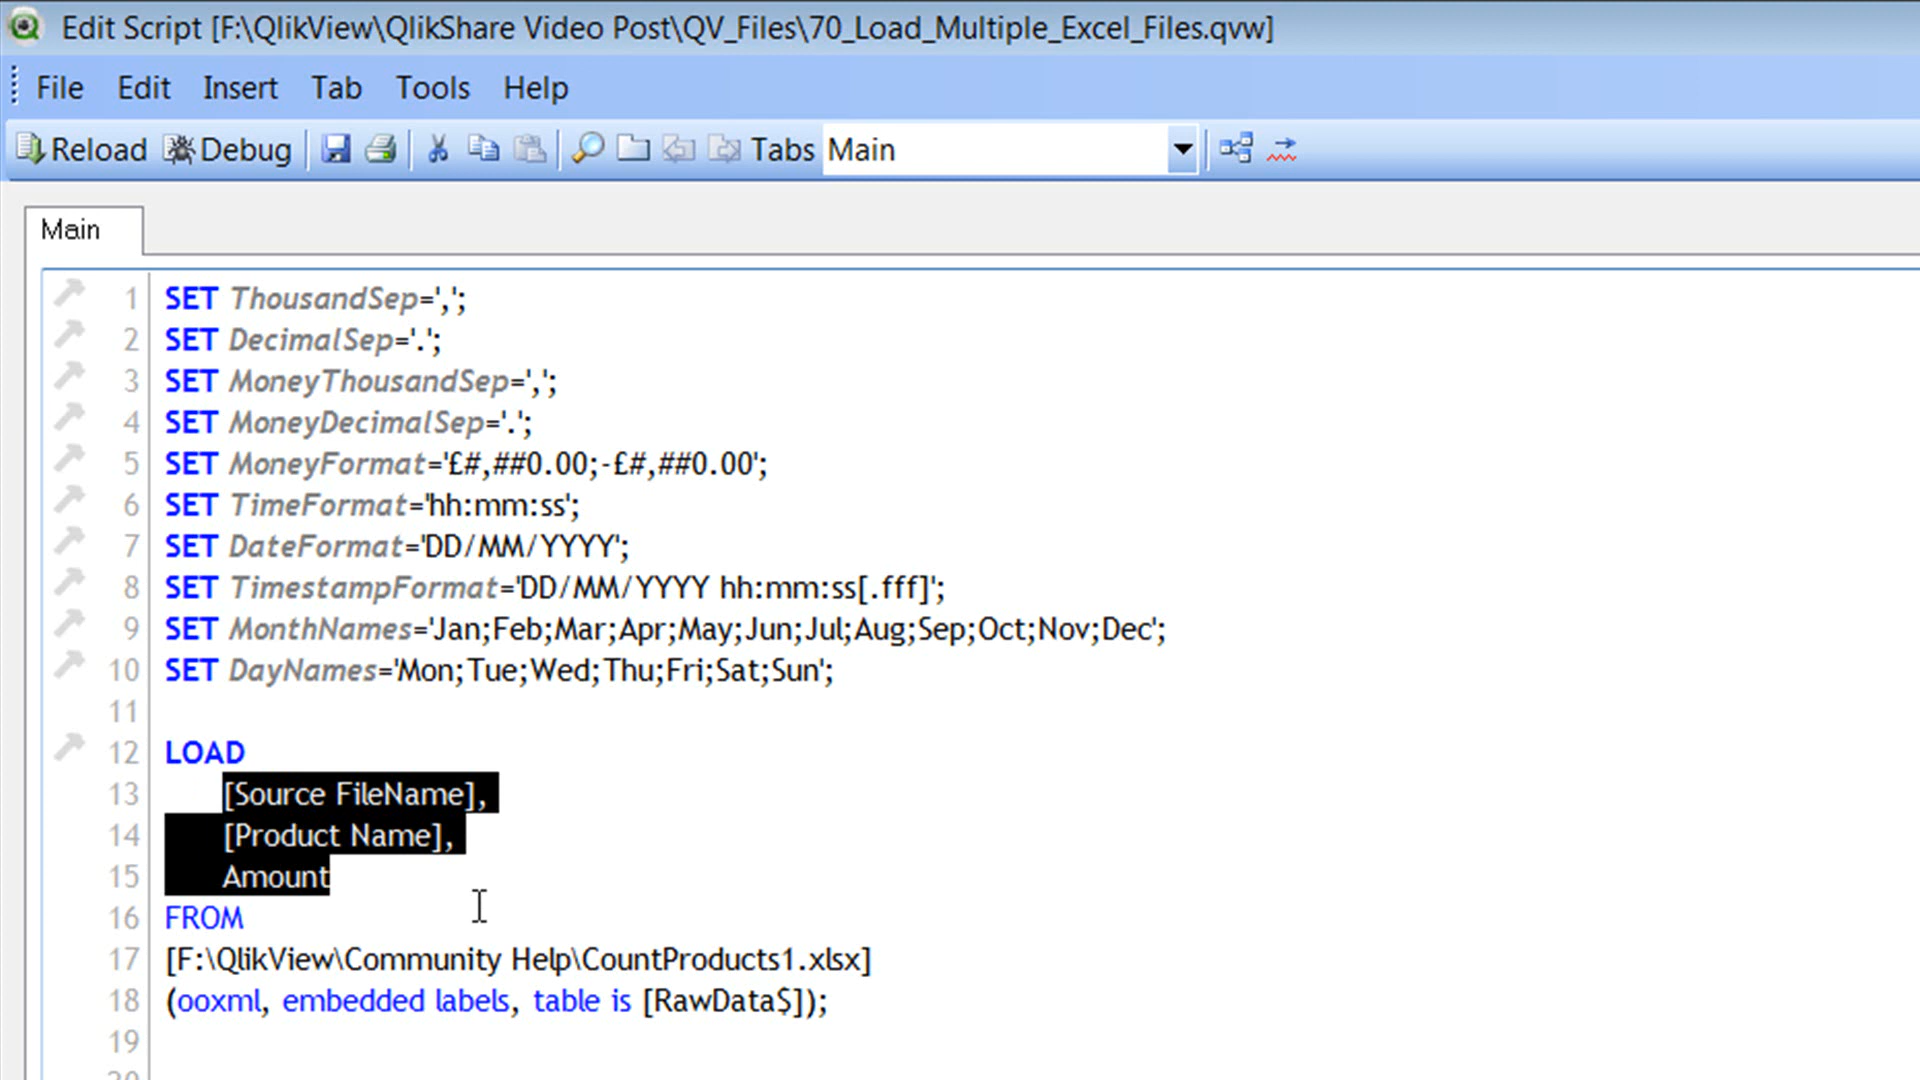 Edit Script [F:\QlikView\QlikShare Video Post\QV_Files\70_Load_Multiple_Excel_Files.qvw]
File Edit Insert Tab Tools Help
Reload Debug Tabs Main
Main
1 SET ThousandSep=',';
2 SET DecimalSep='.';
3 SET MoneyThousandSep=',';
4 SET MoneyDecimalSep='.';
5 SET MoneyFormat='£#,##0.00;-£#,##0.00';
6 SET TimeFormat='hh:mm:ss';
7 SET DateFormat='DD/MM/YYYY';
8 SET TimestampFormat='DD/MM/YYYY hh:mm:ss[.fff]';
9 SET MonthNames='Jan;Feb;Mar;Apr;May;Jun;Jul;Aug;Sep;Oct;Nov;Dec';
10 SET DayNames='Mon;Tue;Wed;Thu;Fri;Sat;Sun';
11
12 LOAD
13 [Source FileName],
14 [Product Name],
15 Amount
16 FROM
17 [F:\QlikView\Community Help\CountProducts1.xlsx]
18 (ooxml, embedded labels, table is [RawData$]);
19
20